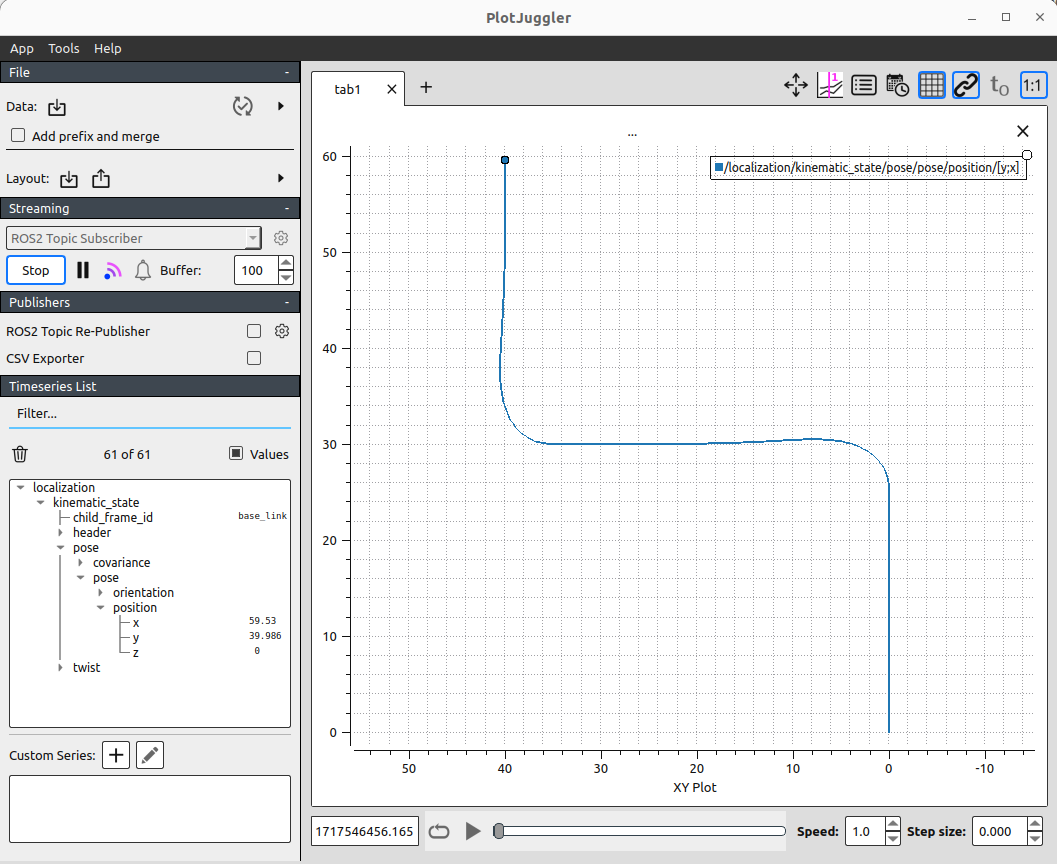 PlotJuggler
App Tools Help
File -
Data:
Add prefix and merge
Layout:
Streaming -
ROS2 Topic Subscriber
Stop Buffer: 100
Publishers -
ROS2 Topic Re-Publisher
CSV Exporter
Timeseries List
Filter...
61 of 61 Values
localization
kinematic_state
child_frame_id base_link
header
pose
covariance
pose
orientation
position
x 59.53
y 39.986
z 0
twist
Custom Series:
tab1
1
t0
1:1
...
/localization/kinematic_state/pose/pose/position/[y;x]
60
50
40
30
20
10
0
50 40 30 20 10 0 -10
XY Plot
1717546456.165 Speed: 1.0 Step size: 0.000